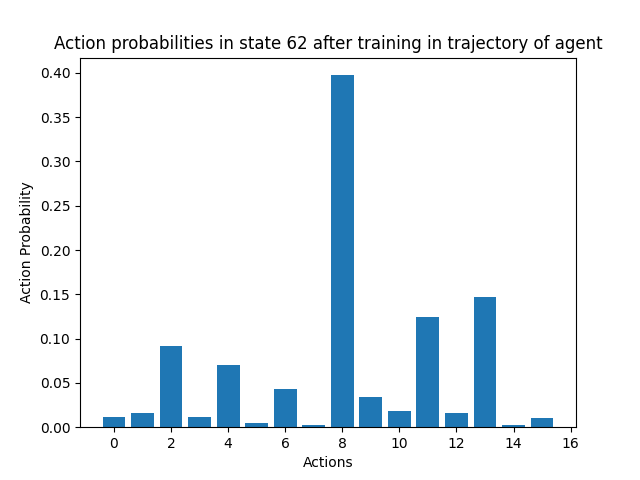 Action probabilities in state 62 after training in trajectory of agent
0.40
0.35
0.30
0.25
0.20
0.15
0.10
0.05
0.00
Action Probability
0 2 4 6 8 10 12 14 16
Actions